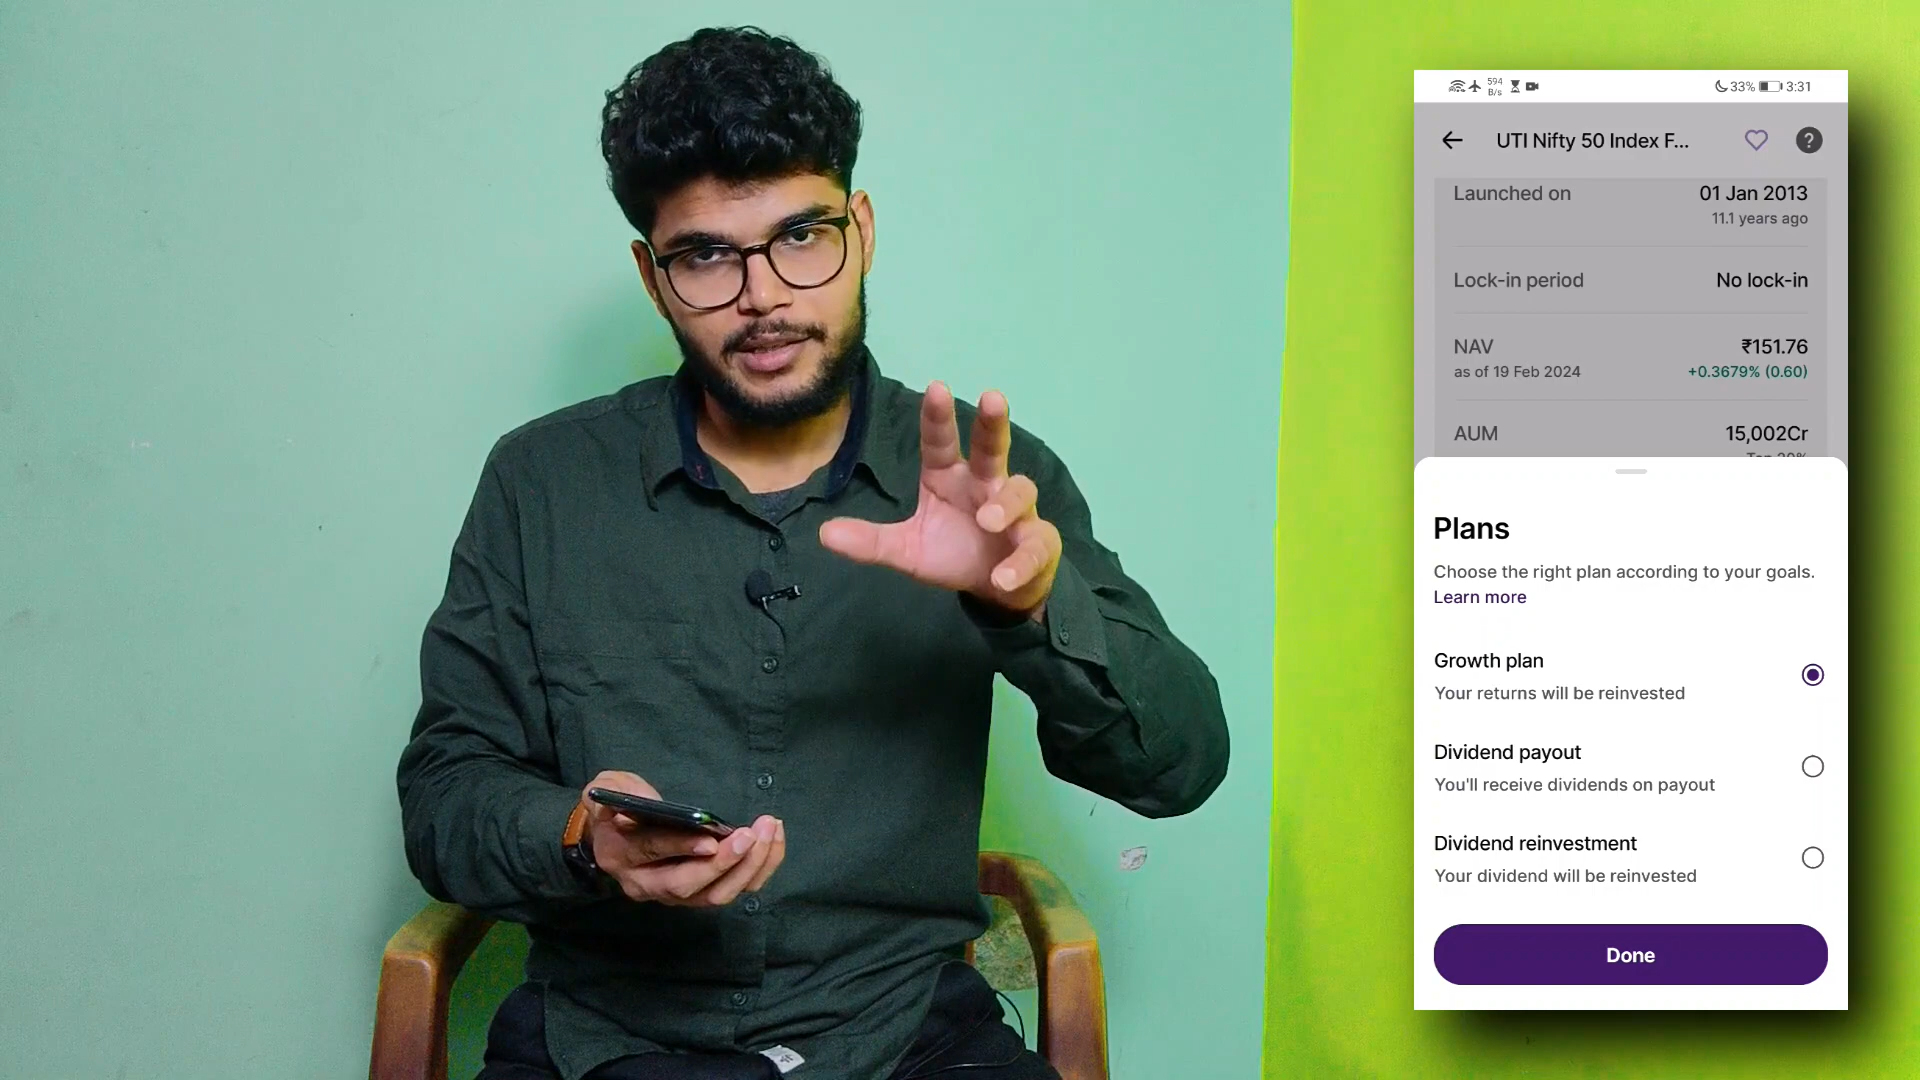 594
B/s
33%
3:31
UTI Nifty 50 Index F...
?
Launched on
01 Jan 2013
11.1 years ago
Lock-in period
No lock-in
NAV
₹151.76
as of 19 Feb 2024
+0.3679% (0.60)
AUM
15,002Cr
Plans
Choose the right plan according to your goals.
Learn more
Growth plan
Your returns will be reinvested
Dividend payout
You'll receive dividends on payout
Dividend reinvestment
Your dividend will be reinvested
Done